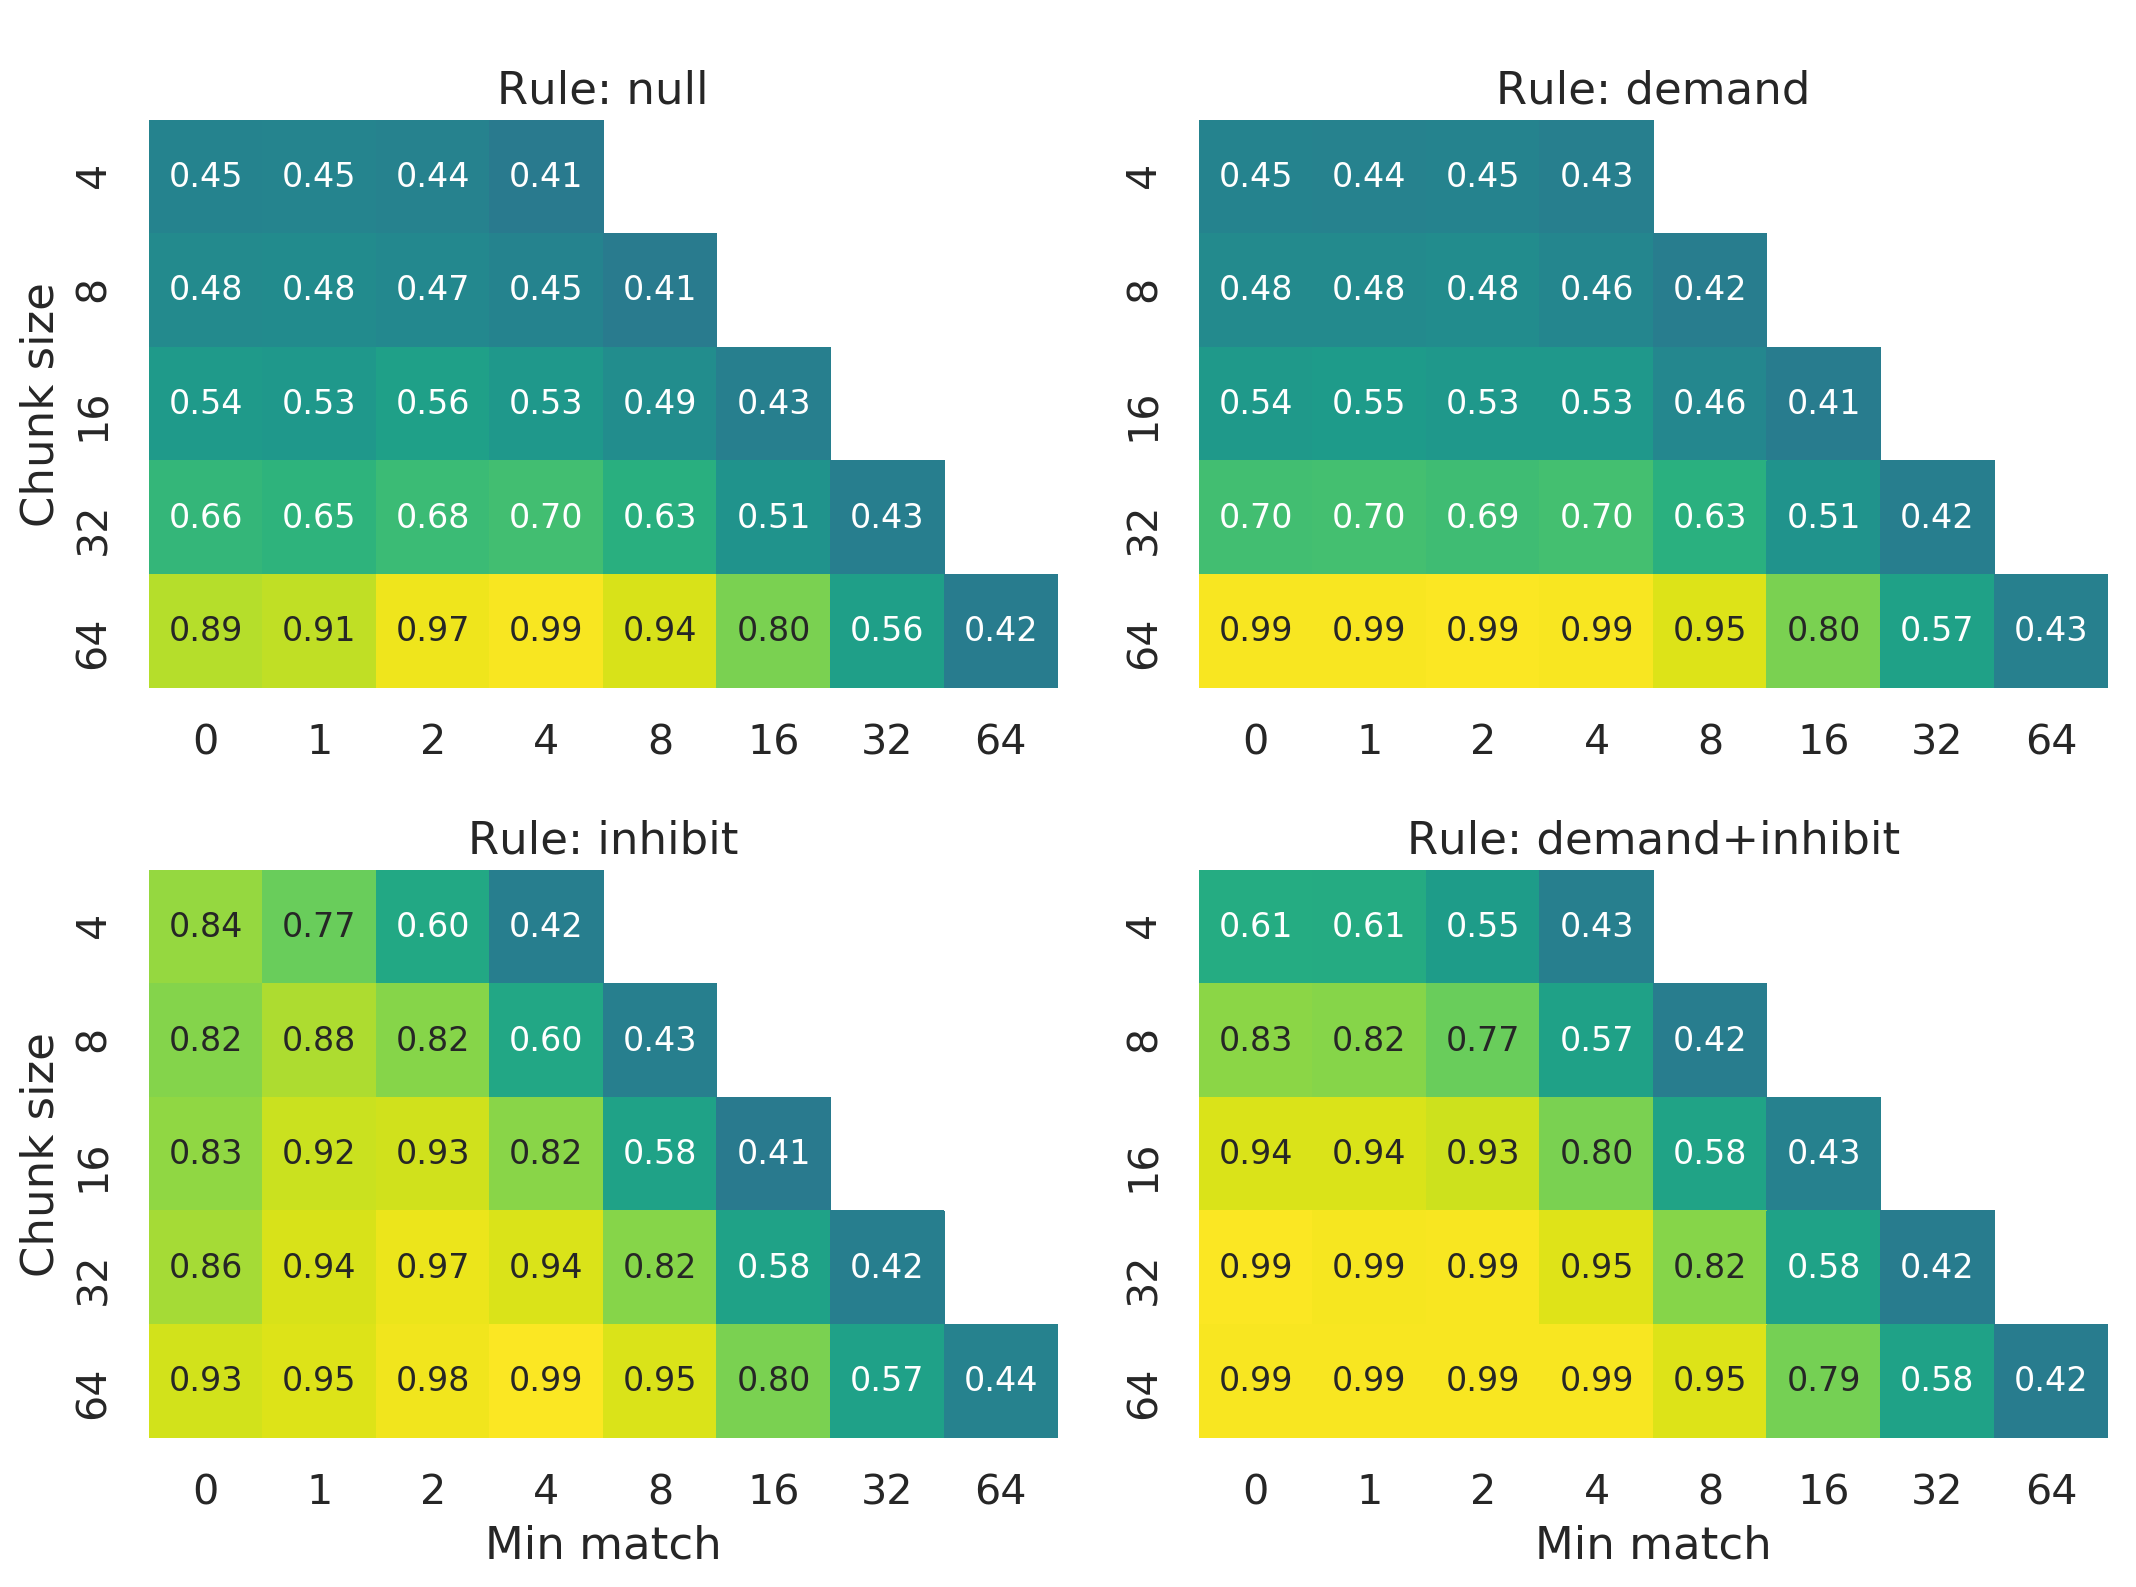 Rule: null
4 0.45 0.45 0.44 0.41
8 0.48 0.48 0.47 0.45 0.41
16 0.54 0.53 0.56 0.53 0.49 0.43
32 0.66 0.65 0.68 0.70 0.63 0.51 0.43
64 0.89 0.91 0.97 0.99 0.94 0.80 0.56 0.42
Chunk size
0 1 2 4 8 16 32 64
Rule: demand
4 0.45 0.44 0.45 0.43
8 0.48 0.48 0.48 0.46 0.42
16 0.54 0.55 0.53 0.53 0.46 0.41
32 0.70 0.70 0.69 0.70 0.63 0.51 0.42
64 0.99 0.99 0.99 0.99 0.95 0.80 0.57 0.43
0 1 2 4 8 16 32 64
Rule: inhibit
4 0.84 0.77 0.60 0.42
8 0.82 0.88 0.82 0.60 0.43
16 0.83 0.92 0.93 0.82 0.58 0.41
32 0.86 0.94 0.97 0.94 0.82 0.58 0.42
64 0.93 0.95 0.98 0.99 0.95 0.80 0.57 0.44
Chunk size
0 1 2 4 8 16 32 64
Min match
Rule: demand+inhibit
4 0.61 0.61 0.55 0.43
8 0.83 0.82 0.77 0.57 0.42
16 0.94 0.94 0.93 0.80 0.58 0.43
32 0.99 0.99 0.99 0.95 0.82 0.58 0.42
64 0.99 0.99 0.99 0.99 0.95 0.79 0.58 0.42
0 1 2 4 8 16 32 64
Min match